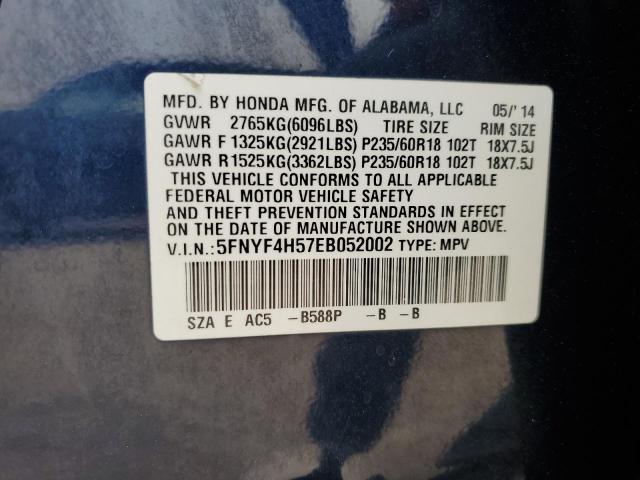 MFD. BY HONDA MFG. OF ALABAMA, LLC 05/'14
GVWR 2765KG(6096LBS) TIRE SIZE RIM SIZE
GAWR F 1325KG(2921LBS) P235/60R18 102T 18X7.5J
GAWR R 1525KG(3362LBS) P235/60R18 102T 18X7.5J
THIS VEHICLE CONFORMS TO ALL APPLICABLE
FEDERAL MOTOR VEHICLE SAFETY
AND THEFT PREVENTION STANDARDS IN EFFECT
ON THE DATE OF MANUFACTURE SHOWN ABOVE.
V.I.N.: 5FNYF4H57EB052002 TYPE: MPV
SZA E AC5 -B588P -B -B